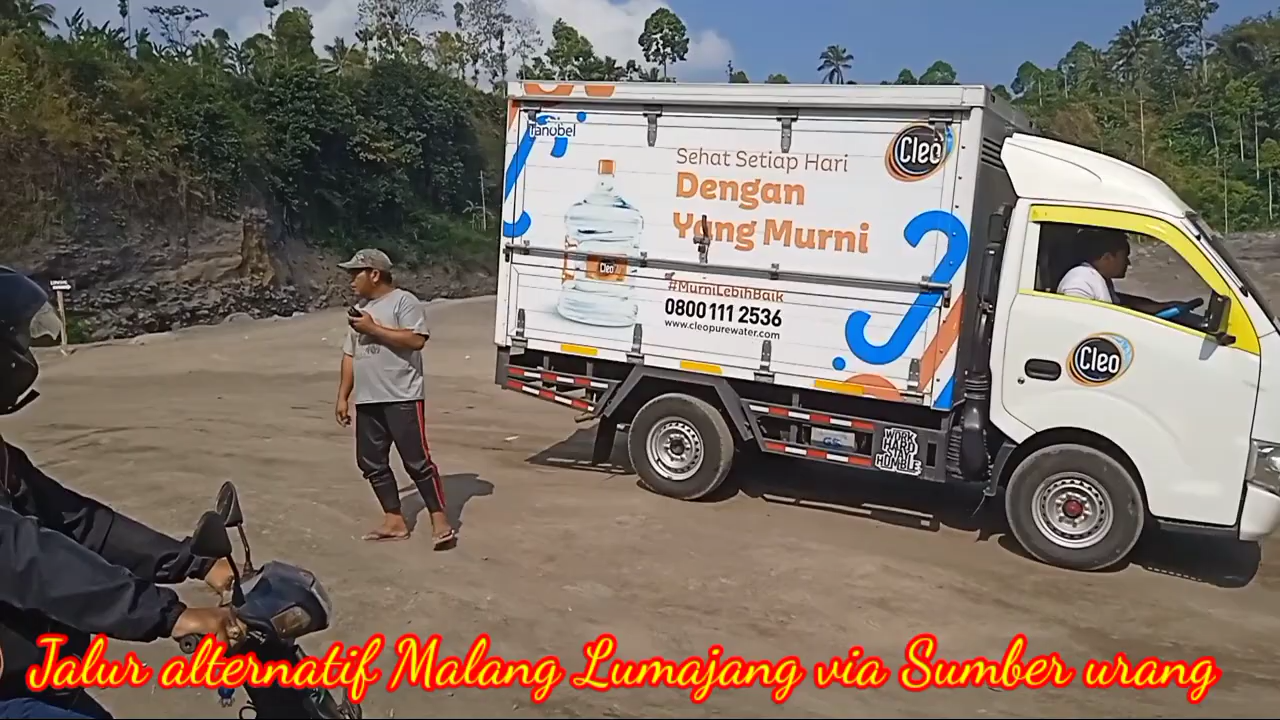 Tanobel
Sehat Setiap Hari
Dengan
Yang Murni
Cleo
Cleo
#MurniLebihBaik
0800 111 2536
www.cleopurewater.com
Cleo
WORK
HARD
STAY
HUMBLE
Jalur alternatif Malang Lumajang via Sumber urang